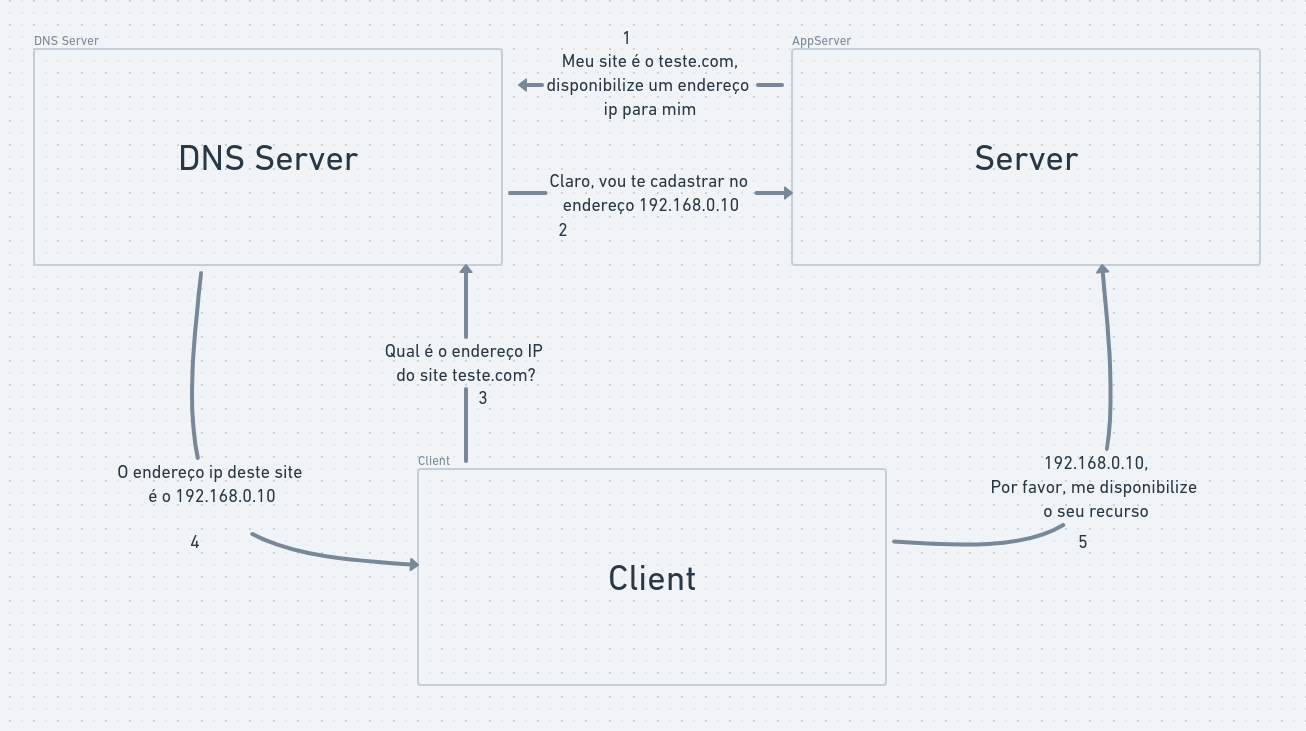 DNS Server
DNS Server
1
Meu site é o teste.com,
disponibilize um endereço
ip para mim
Claro, vou te cadastrar no
endereço 192.168.0.10
2
AppServer
Server
Qual é o endereço IP
do site teste.com?
3
O endereço ip deste site
é o 192.168.0.10
4
Client
Client
192.168.0.10,
Por favor, me disponibilize
o seu recurso
5